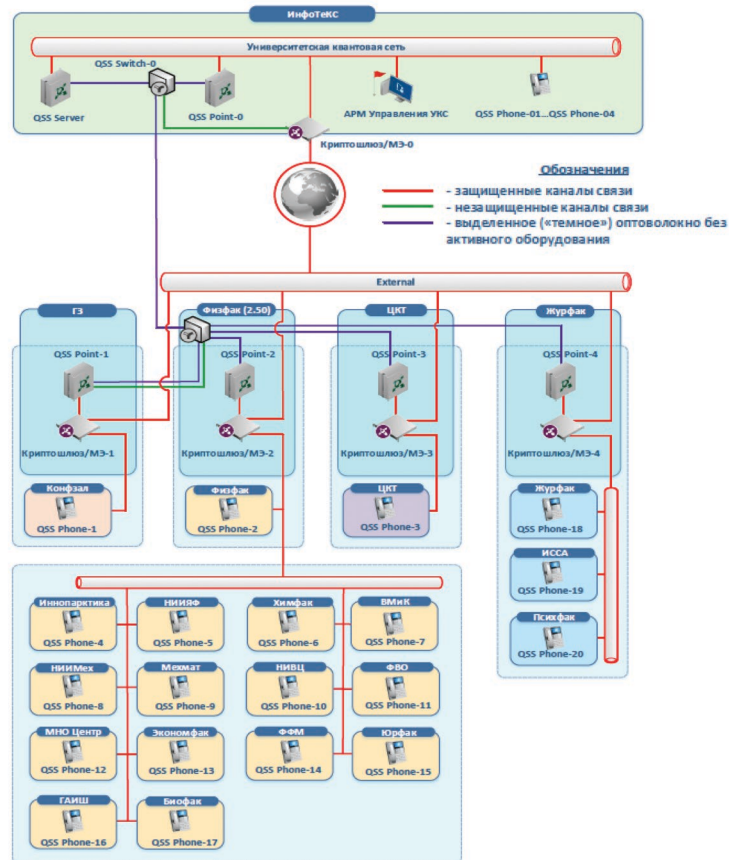 ИнфоТеКС
Университетская квантовая сеть
QSS Switch-0
QSS Server
QSS Point-0
АРМ Управления УКС
QSS Phone-01...QSS Phone-04
Криптошлюз/МЭ-0
Обозначения
- защищенные каналы связи
- незащищенные каналы связи
- выделенное («темное») оптоволокно без
активного оборудования
External
ГЗ
Физфак (2.50)
ЦКТ
Журфак
QSS Point-1
QSS Point-2
QSS Point-3
QSS Point-4
Криптошлюз/МЭ-1
Криптошлюз/МЭ-2
Криптошлюз/МЭ-3
Криптошлюз/МЭ-4
Конфзал
QSS Phone-1
Физфак
QSS Phone-2
ЦКТ
QSS Phone-3
Журфак
QSS Phone-18
ИССА
QSS Phone-19
Психфак
QSS Phone-20
Иннопарктика
QSS Phone-4
НИИЯФ
QSS Phone-5
Химфак
QSS Phone-6
ВМиК
QSS Phone-7
НИИМех
QSS Phone-8
Мехмат
QSS Phone-9
НИВЦ
QSS Phone-10
ФВО
QSS Phone-11
МНО Центр
QSS Phone-12
Экономфак
QSS Phone-13
ФФМ
QSS Phone-14
Юрфак
QSS Phone-15
ГАИШ
QSS Phone-16
Биофак
QSS Phone-17